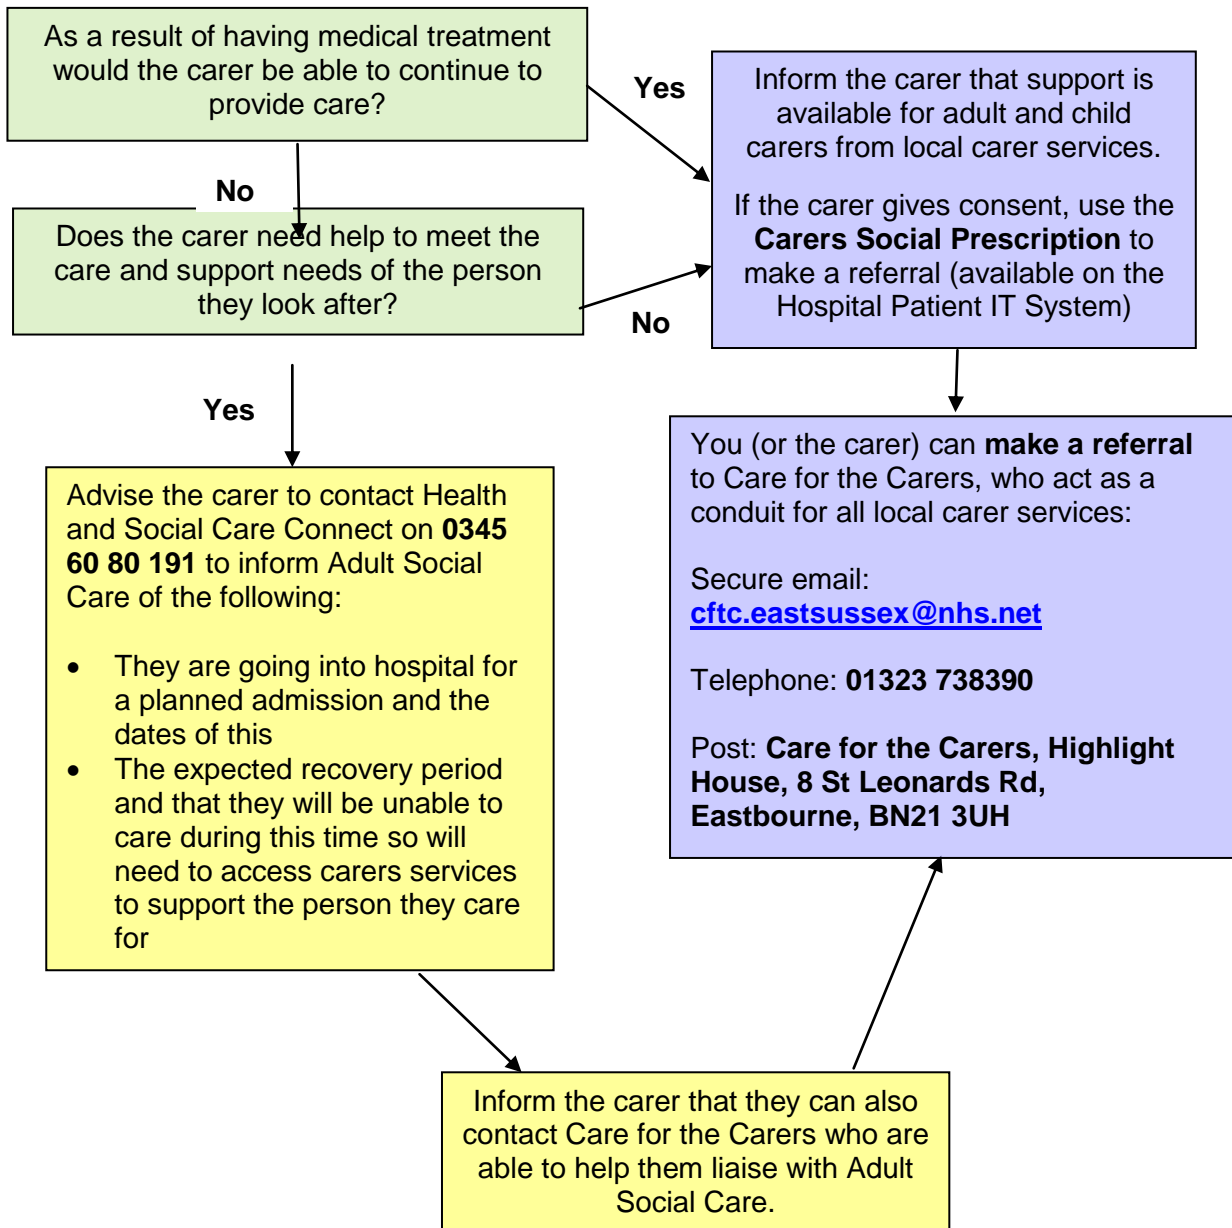 As a result of having medical treatment
would the carer be able to continue to
provide care?
Yes
Inform the carer that support is
available for adult and child
carers from local carer services.
If the carer gives consent, use the
Carers Social Prescription to
make a referral (available on the
Hospital Patient IT System)
No
Does the carer need help to meet the
care and support needs of the person
they look after?
No
Yes
You (or the carer) can make a referral
to Care for the Carers, who act as a
conduit for all local carer services:
Secure email:
cftc.eastsussex@nhs.net
Telephone: 01323 738390
Post: Care for the Carers, Highlight
House, 8 St Leonards Rd,
Eastbourne, BN21 3UH
Advise the carer to contact Health
and Social Care Connect on 0345
60 80 191 to inform Adult Social
Care of the following:
• They are going into hospital for
a planned admission and the
dates of this
• The expected recovery period
and that they will be unable to
care during this time so will
need to access carers services
to support the person they care
for
Inform the carer that they can also
contact Care for the Carers who are
able to help them liaise with Adult
Social Care.